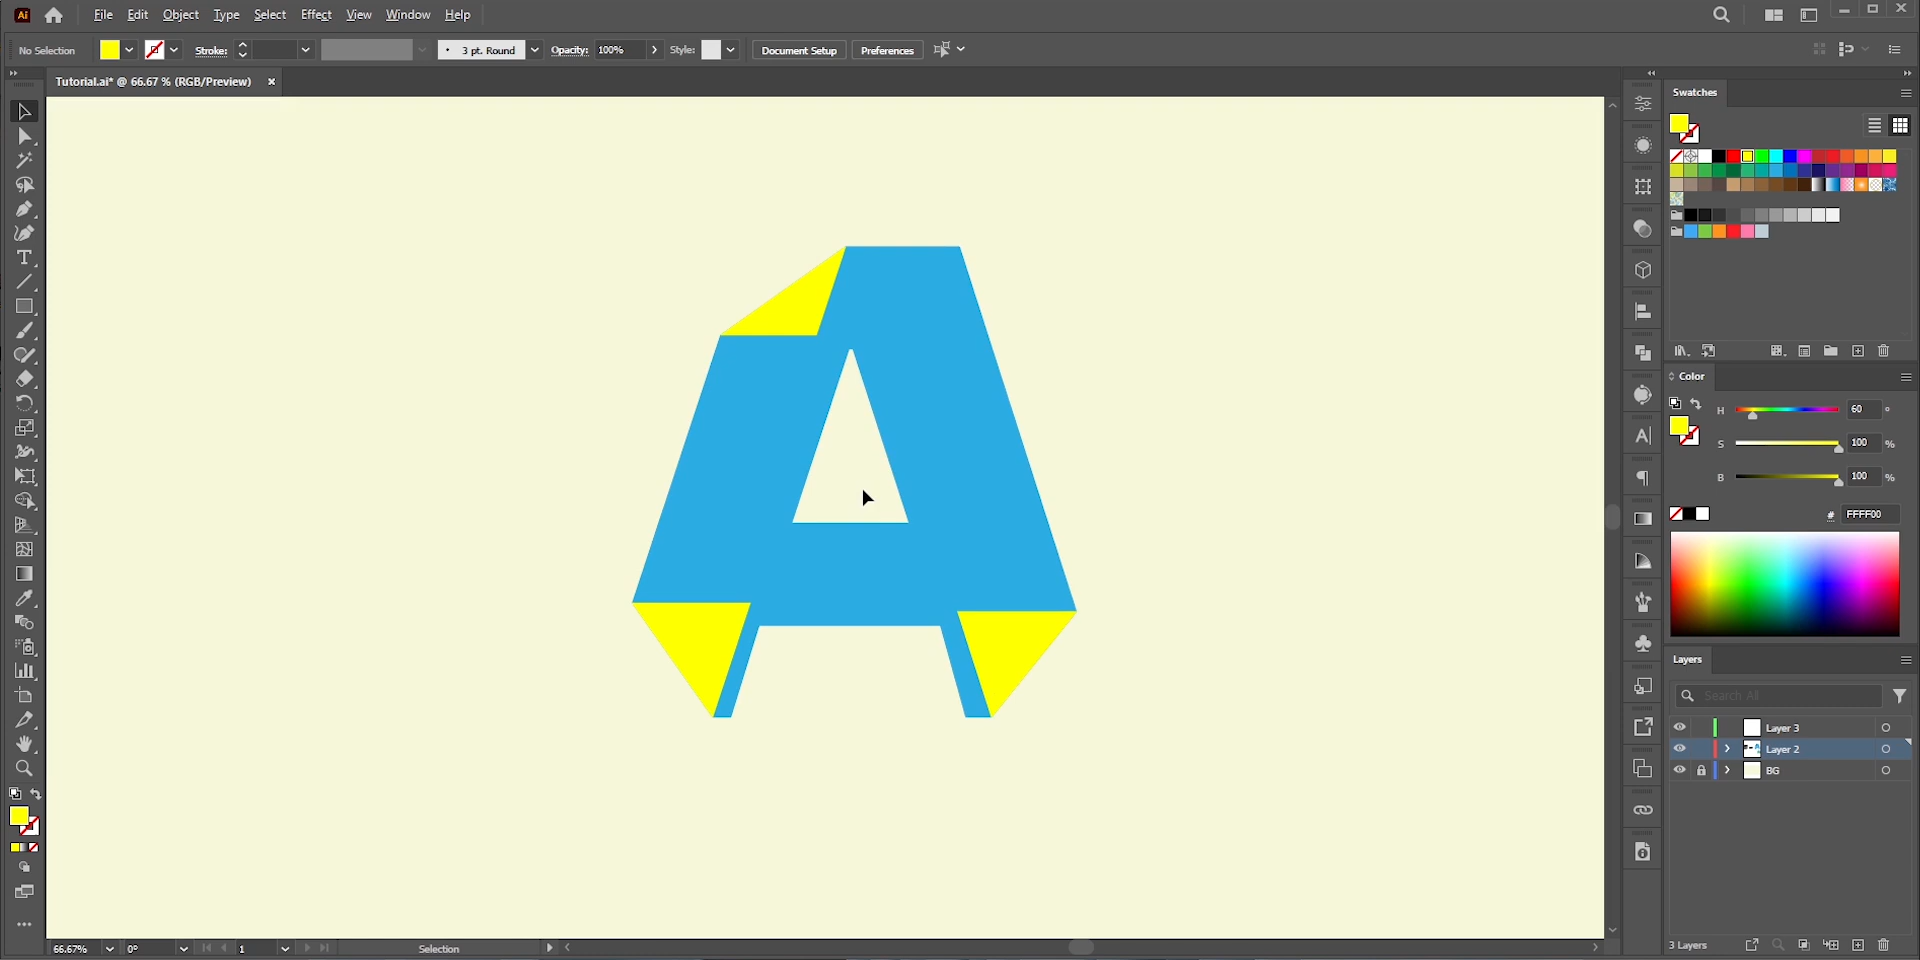 Ai File Edit Object Type Select Effect View Window Help
No Selection Stroke: 3 pt. Round Opacity: 100% Style: Document Setup Preferences
Tutorial.ai* @ 66.67 % (RGB/Preview)
A
Swatches
Color
H 60 °
S 100 %
B 100 %
# FFFF00
Layers
Search All
Layer 3
Layer 2
BG
3 Layers
66.67% 0° 1 Selection